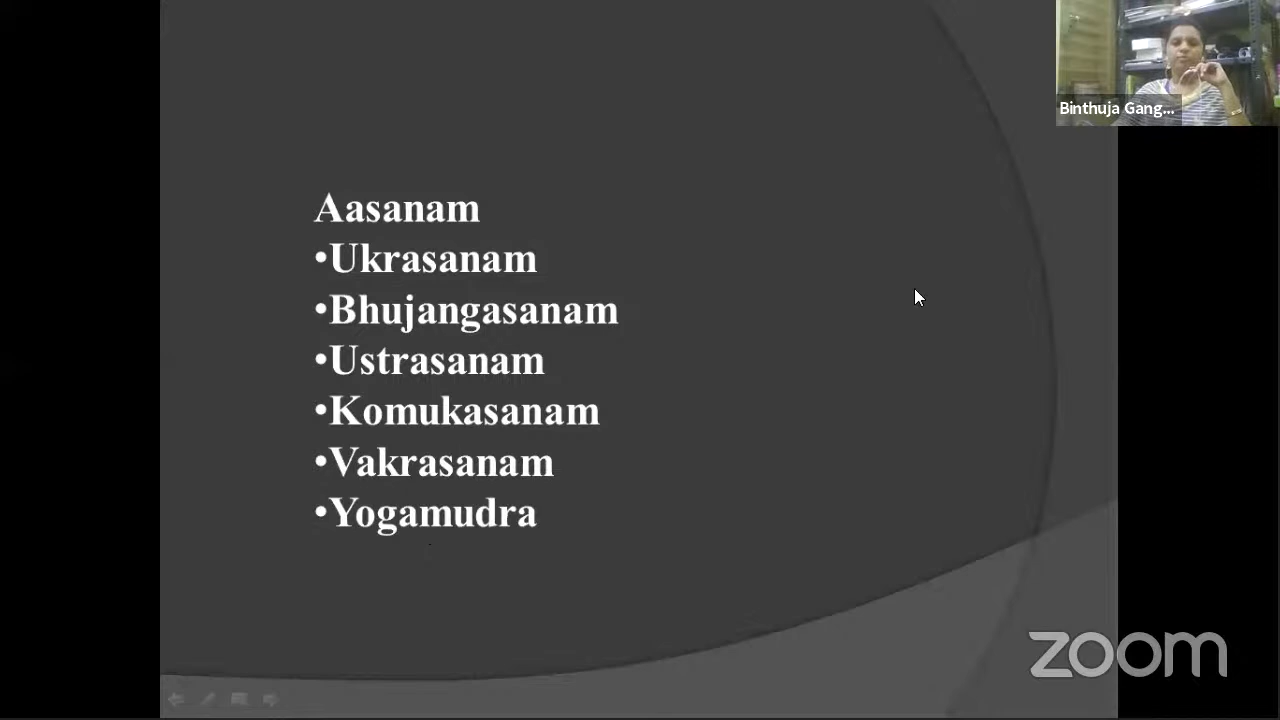 Binthuja Gang...
Aasanam
•Ukrasanam
•Bhujangasanam
•Ustrasanam
•Komukasanam
•Vakrasanam
•Yogamudra
zoom